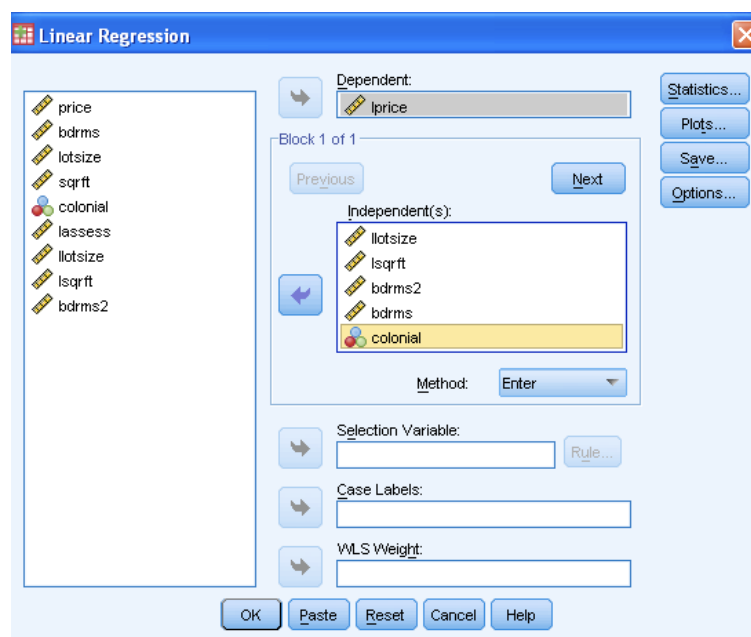 Linear Regression
price
bdrms
lotsize
sqrft
colonial
lassess
llotsize
lsqrft
bdrms2
Dependent:
lprice
Block 1 of 1
Previous
Next
Independent(s):
llotsize
lsqrft
bdrms2
bdrms
colonial
Method:
Enter
Selection Variable:
Rule...
Case Labels:
WLS Weight:
Statistics...
Plots...
Save...
Options...
OK
Paste
Reset
Cancel
Help